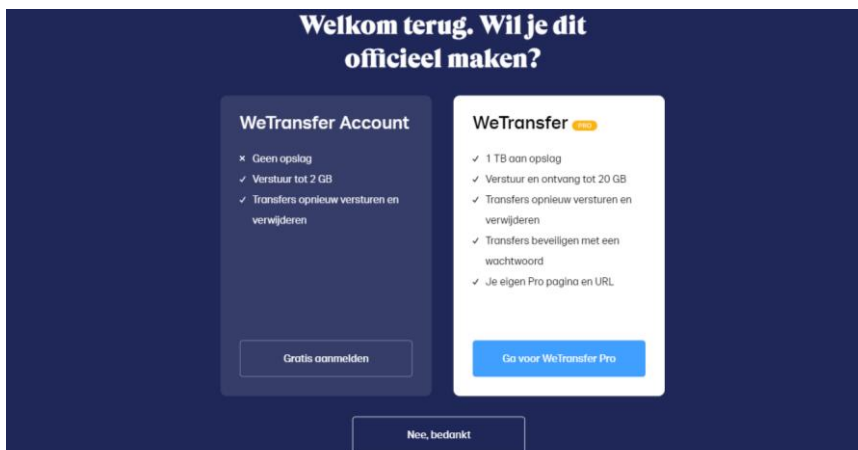 Welkom terug. Wil je dit
officieel maken?
WeTransfer Account
× Geen opslag
✓ Verstuur tot 2 GB
✓ Transfers opnieuw versturen en
verwijderen
Gratis aanmelden
WeTransfer PRO
✓ 1 TB aan opslag
✓ Verstuur en ontvang tot 20 GB
✓ Transfers opnieuw versturen en
verwijderen
✓ Transfers beveiligen met een
wachtwoord
✓ Je eigen Pro pagina en URL
Ga voor WeTransfer Pro
Nee, bedankt